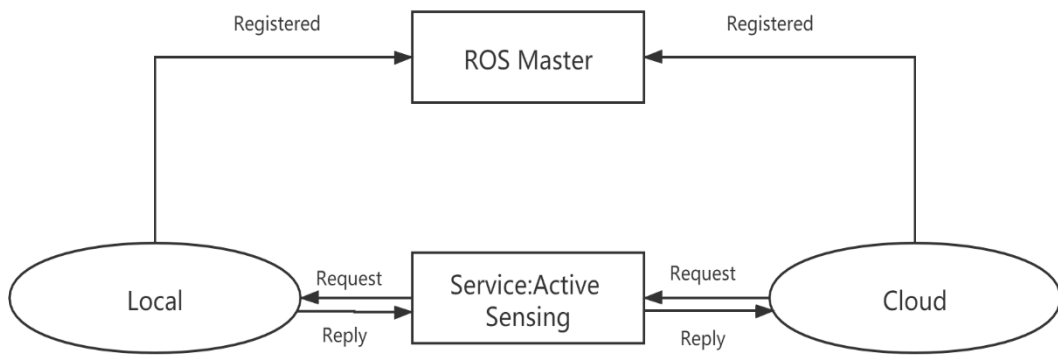 Registered
Registered
ROS Master
Request
Service:Active
Request
Local
Sensing
Cloud
Reply
Reply